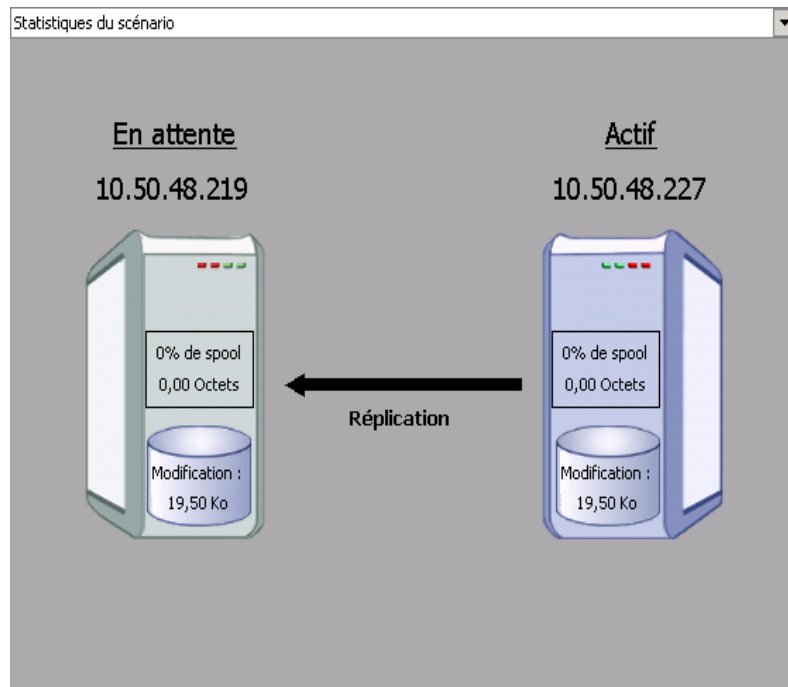 Statistiques du scénario
En attente
10.50.48.219
Actif
10.50.48.227
0% de spool
0,00 Octets
Modification :
19,50 Ko
Réplication
0% de spool
0,00 Octets
Modification :
19,50 Ko